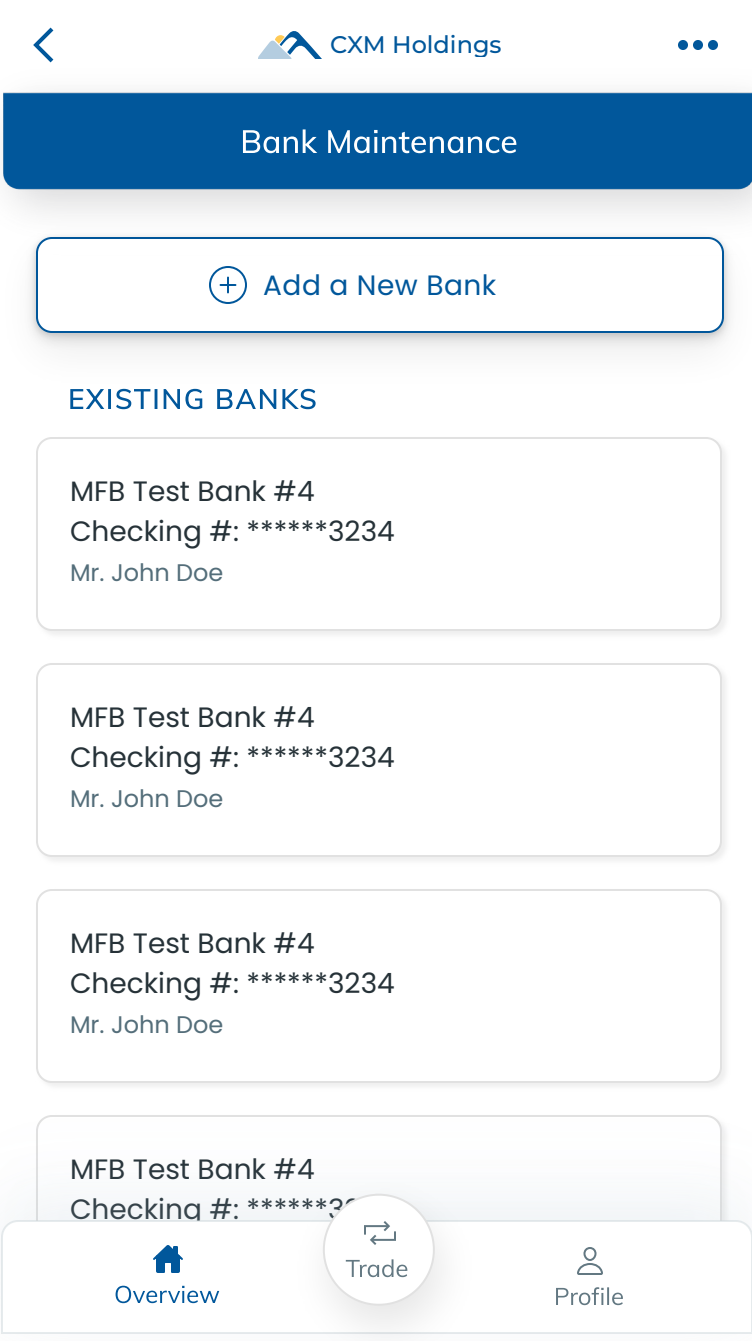 CXM Holdings
Bank Maintenance
Add a New Bank
EXISTING BANKS
MFB Test Bank #4
Checking #: ******3234
Mr. John Doe
MFB Test Bank #4
Checking #: ******3234
Mr. John Doe
MFB Test Bank #4
Checking #: ******3234
Mr. John Doe
MFB Test Bank #4
Checking #: ******3
Overview
Trade
Profile